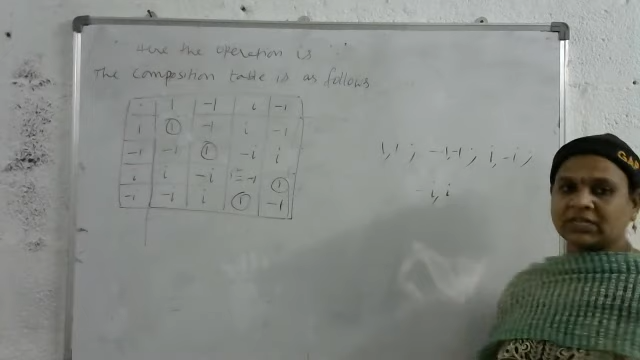 Here the operation is "."
The composition table is as follows
. 1 -1 i -i
1 ① -1 i -i
-1 -1 ① -i i
i i -i i²=-1 ①
-i -i i ① -1
1,1 ; -1,-1 ; i,-i ;
-i, i